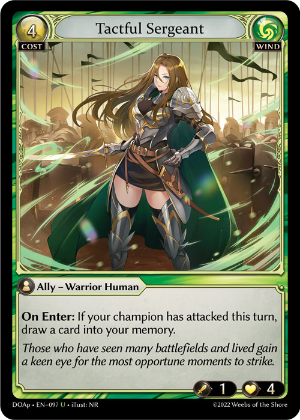 4
Tactful Sergeant
COST
WIND
Ally – Warrior Human
On Enter: If your champion has attacked this turn,
draw a card into your memory.
Those who have seen many battlefields and lived gain
a keen eye for the most opportune moments to strike.
1
4
DOAp • EN-097 U • illust: NR
©2022 Weebs of the Shore